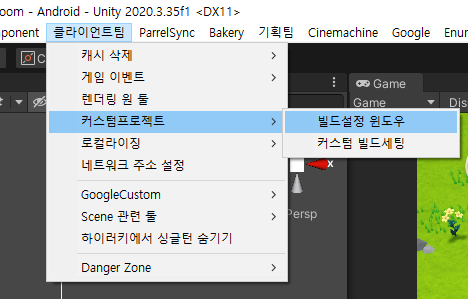 oom - Android - Unity 2020.3.35f1 <DX11>
ponent 클라이언트팀 ParrelSync Bakery 기획팀 Cinemachine Google Enun
캐시 삭제
게임 이벤트
렌더링 원 툴
커스텀프로젝트
로컬라이징
네트워크 주소 설정
GoogleCustom
Scene 관련 툴
하이러키에서 싱글턴 숨기기
Danger Zone
빌드설정 윈도우
커스텀 빌드세팅
Game
Game
Display
Persp